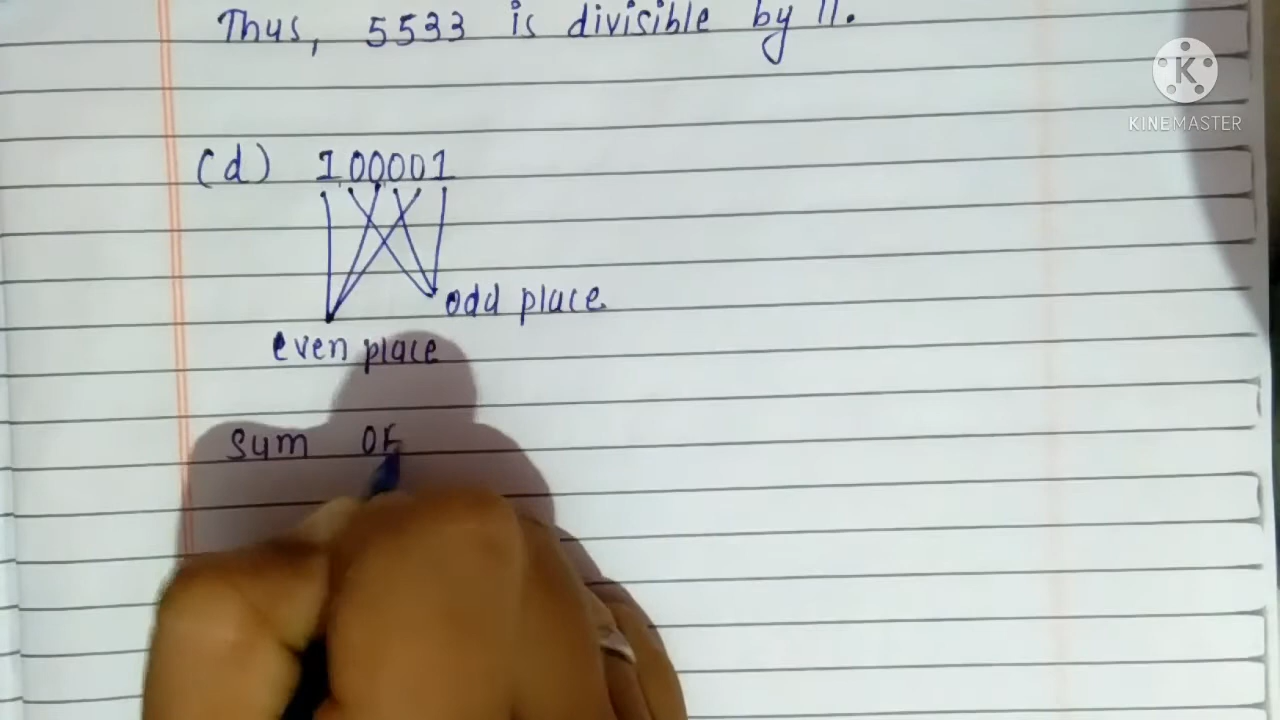 Thus, 5533 is divisible by 11.
K
KINEMASTER
(d) 100001
odd place.
even place
Sum of